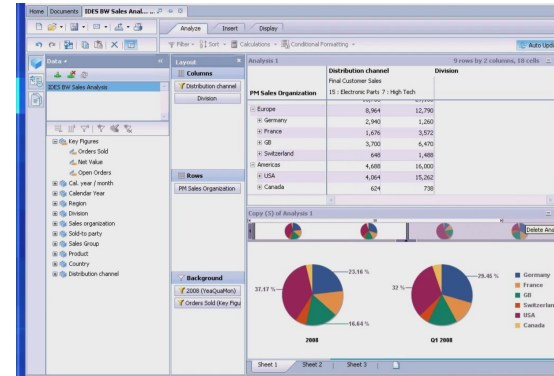 Home Documents IDES BW Sales Anal...
Analyze Insert Display
Filter Sort Calculations Conditional Formatting Auto Upd
Data
IDES BW Sales Analysis
Key Figures
Orders Sold
Net Value
Open Orders
Cal. year / month
Calendar Year
Region
Division
Sales organization
Sold-to party
Sales Group
Product
Country
Distribution channel
Layout
Columns
Distribution channel
Division
Rows
PM Sales Organization
Background
2008 (YeaQuaMon)
Orders Sold (Key Figu
Analysis 1 9 rows by 2 columns, 18 cells
Distribution channel Division
Final Customer Sales
PM Sales Organization 15 : Electronic Parts 7 : High Tech
Europe 8,964 12,790
Germany 2,940 1,260
France 1,676 3,572
GB 3,700 6,470
Switzerland 648 1,488
Americas 4,688 16,000
USA 4,064 15,262
Canada 624 738
Copy (3) of Analysis 1
Delete Ana
23.16 %
37.17 %
16.64 %
2008
29.45 %
32 %
Q1 2008
Germany
France
GB
Switzerlan
USA
Canada
Sheet 1 Sheet 2 Sheet 3